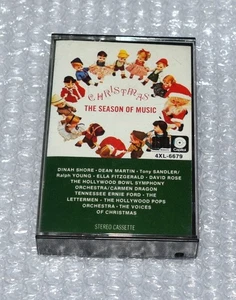 CHRISTMAS
THE SEASON OF MUSIC
Capitol
4XL-6679
DINAH SHORE · DEAN MARTIN · Tony SANDLER/
Ralph YOUNG · ELLA FITZGERALD · DAVID ROSE
THE HOLLYWOOD BOWL SYMPHONY
ORCHESTRA/CARMEN DRAGON
TENNESSEE ERNIE FORD · THE
LETTERMEN · THE HOLLYWOOD POPS
ORCHESTRA · THE VOICES
OF CHRISTMAS
STEREO CASSETTE